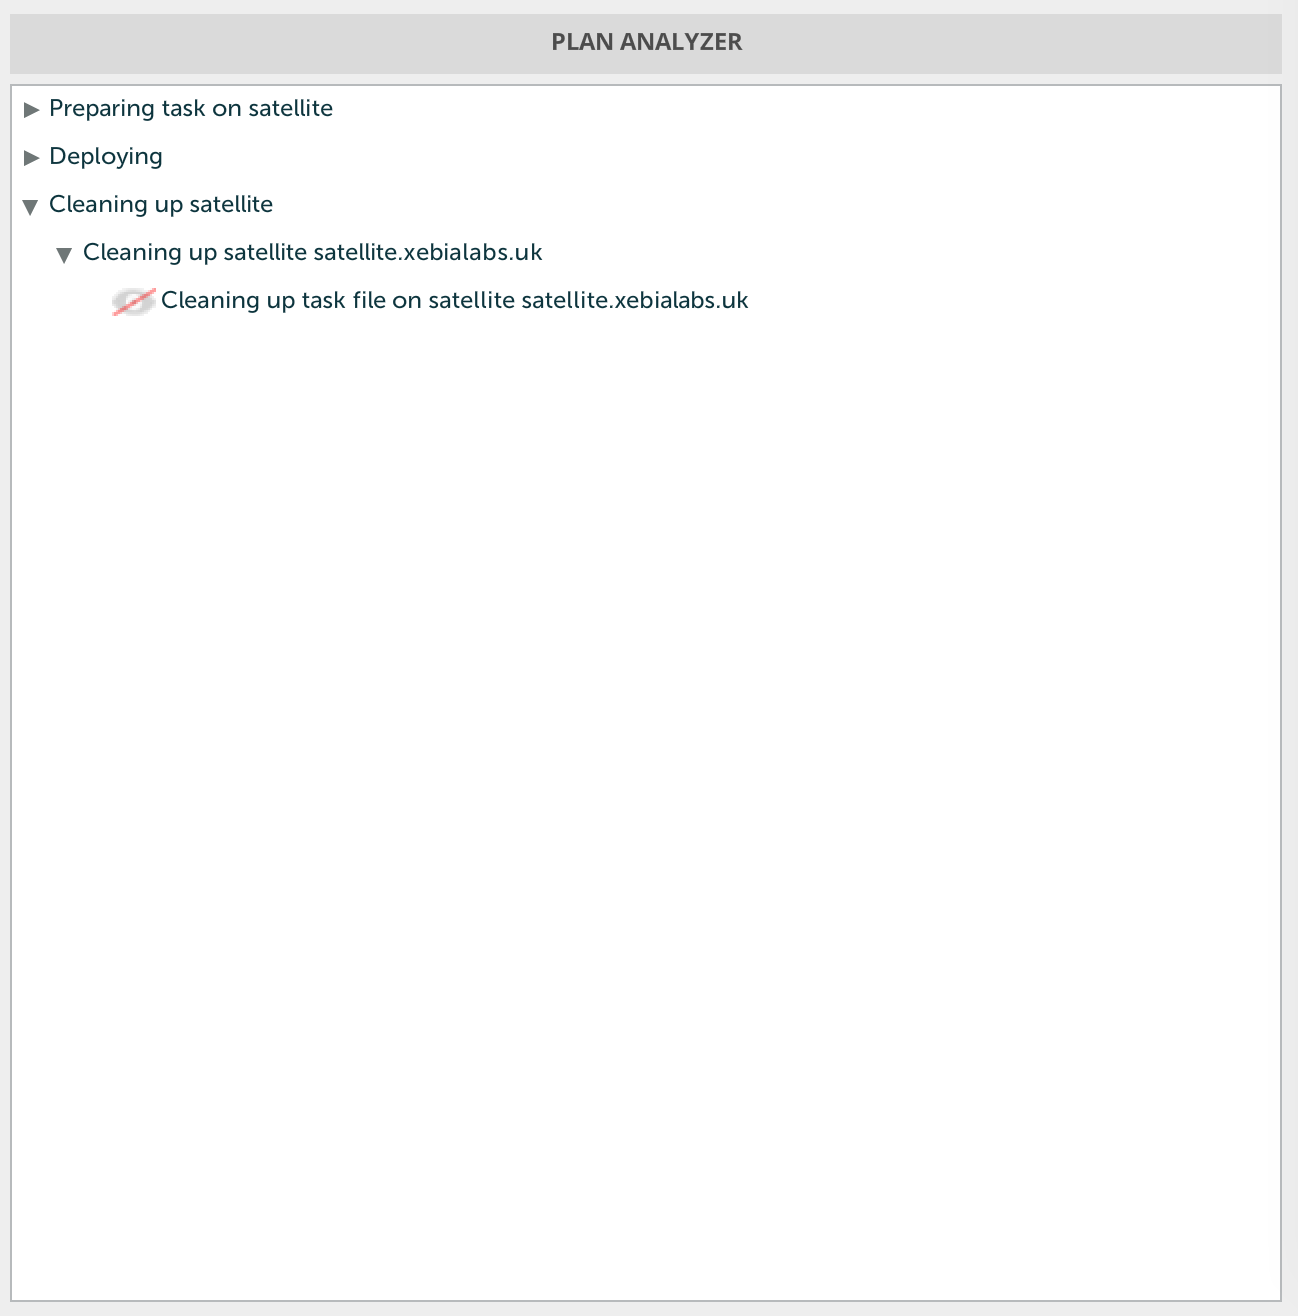 PLAN ANALYZER
Preparing task on satellite
Deploying
Cleaning up satellite
Cleaning up satellite satellite.xebialabs.uk
Cleaning up task file on satellite satellite.xebialabs.uk